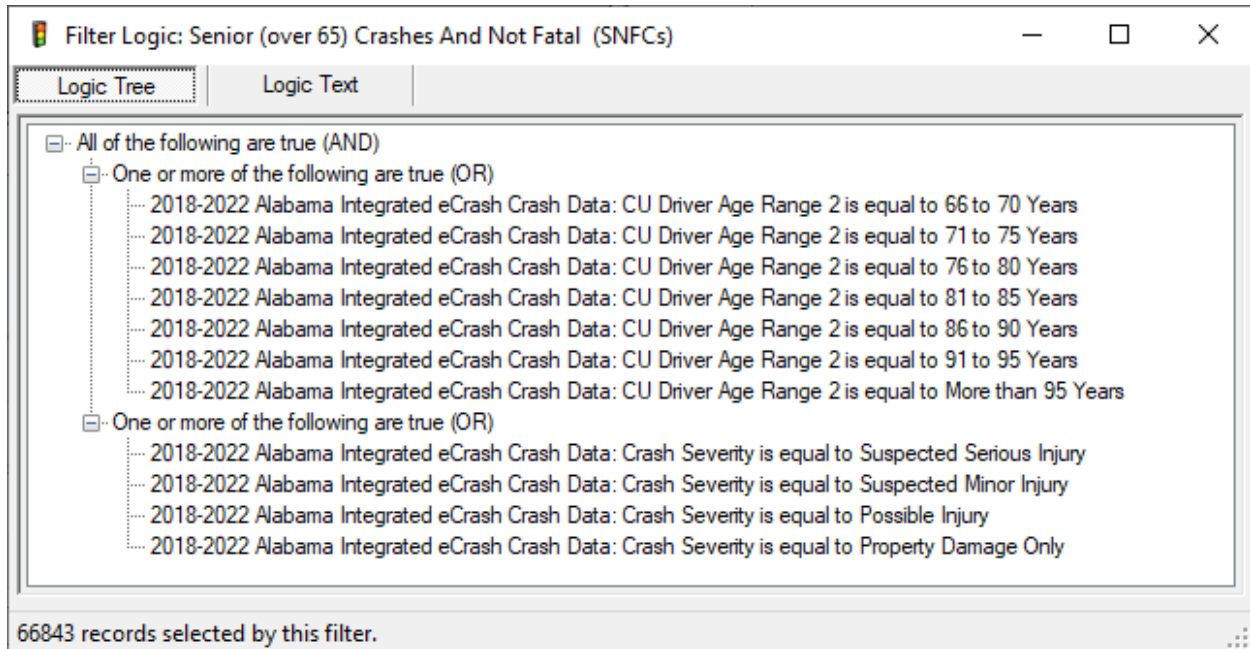 Filter Logic: Senior (over 65) Crashes And Not Fatal (SNFCs)
Logic Tree Logic Text
All of the following are true (AND)
One or more of the following are true (OR)
2018-2022 Alabama Integrated eCrash Crash Data: CU Driver Age Range 2 is equal to 66 to 70 Years
2018-2022 Alabama Integrated eCrash Crash Data: CU Driver Age Range 2 is equal to 71 to 75 Years
2018-2022 Alabama Integrated eCrash Crash Data: CU Driver Age Range 2 is equal to 76 to 80 Years
2018-2022 Alabama Integrated eCrash Crash Data: CU Driver Age Range 2 is equal to 81 to 85 Years
2018-2022 Alabama Integrated eCrash Crash Data: CU Driver Age Range 2 is equal to 86 to 90 Years
2018-2022 Alabama Integrated eCrash Crash Data: CU Driver Age Range 2 is equal to 91 to 95 Years
2018-2022 Alabama Integrated eCrash Crash Data: CU Driver Age Range 2 is equal to More than 95 Years
One or more of the following are true (OR)
2018-2022 Alabama Integrated eCrash Crash Data: Crash Severity is equal to Suspected Serious Injury
2018-2022 Alabama Integrated eCrash Crash Data: Crash Severity is equal to Suspected Minor Injury
2018-2022 Alabama Integrated eCrash Crash Data: Crash Severity is equal to Possible Injury
2018-2022 Alabama Integrated eCrash Crash Data: Crash Severity is equal to Property Damage Only
66843 records selected by this filter.